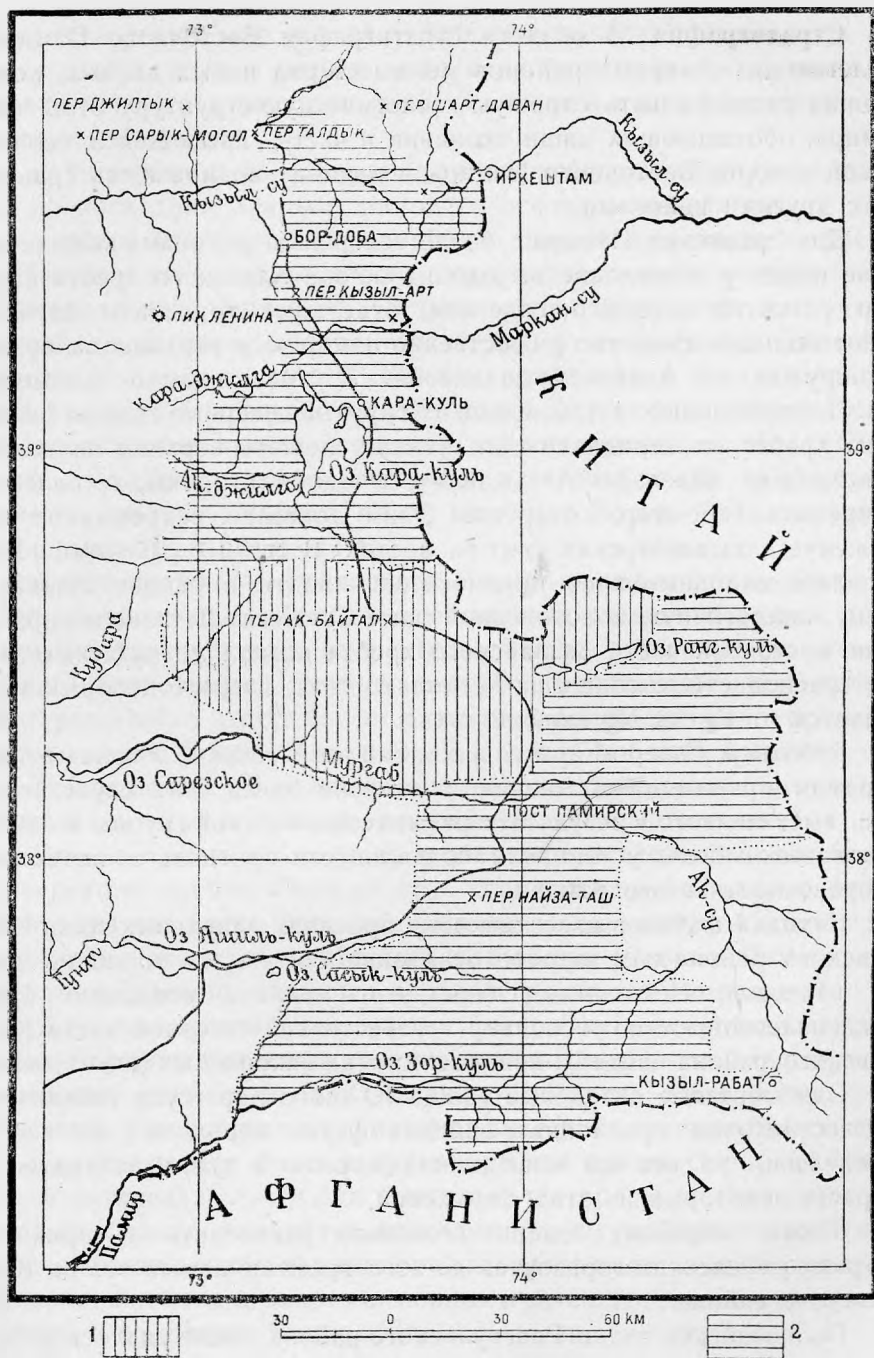 73° 74°
ПЕР ДЖИЛТЫК
ПЕР ШАРТ-ДАВАН
ПЕР САРЫК-МОГОЛ
ПЕР ТАЛДЫК
Кызыл-су
ИРКЕШТАМ
Кызыл-су
БОР-ДОБА
ПЕР КЫЗЫЛ-АРТ
ПИК ЛЕНИНА
Маркан-су
Кара-джилга
КАРА-КУЛЬ
39° 39°
Оз Кара-куль
Ак-джилга
КИТАЙ
ПЕР АК-БАЙТАЛ
Оз Ранг-куль
Кудара
Мургаб
Оз Сарезское
ПОСТ ПАМИРСКИЙ
38° 38°
Ак-су
ПЕР НАЙЗА-ТАШ
Оз Яшиль-куль
Гунт
Оз Сасык-куль
Оз Зор-куль
КЫЗЫЛ-РАБАТ
Памир
АФГАНИСТАН
73° 74°
1 30 0 30 60 км 2